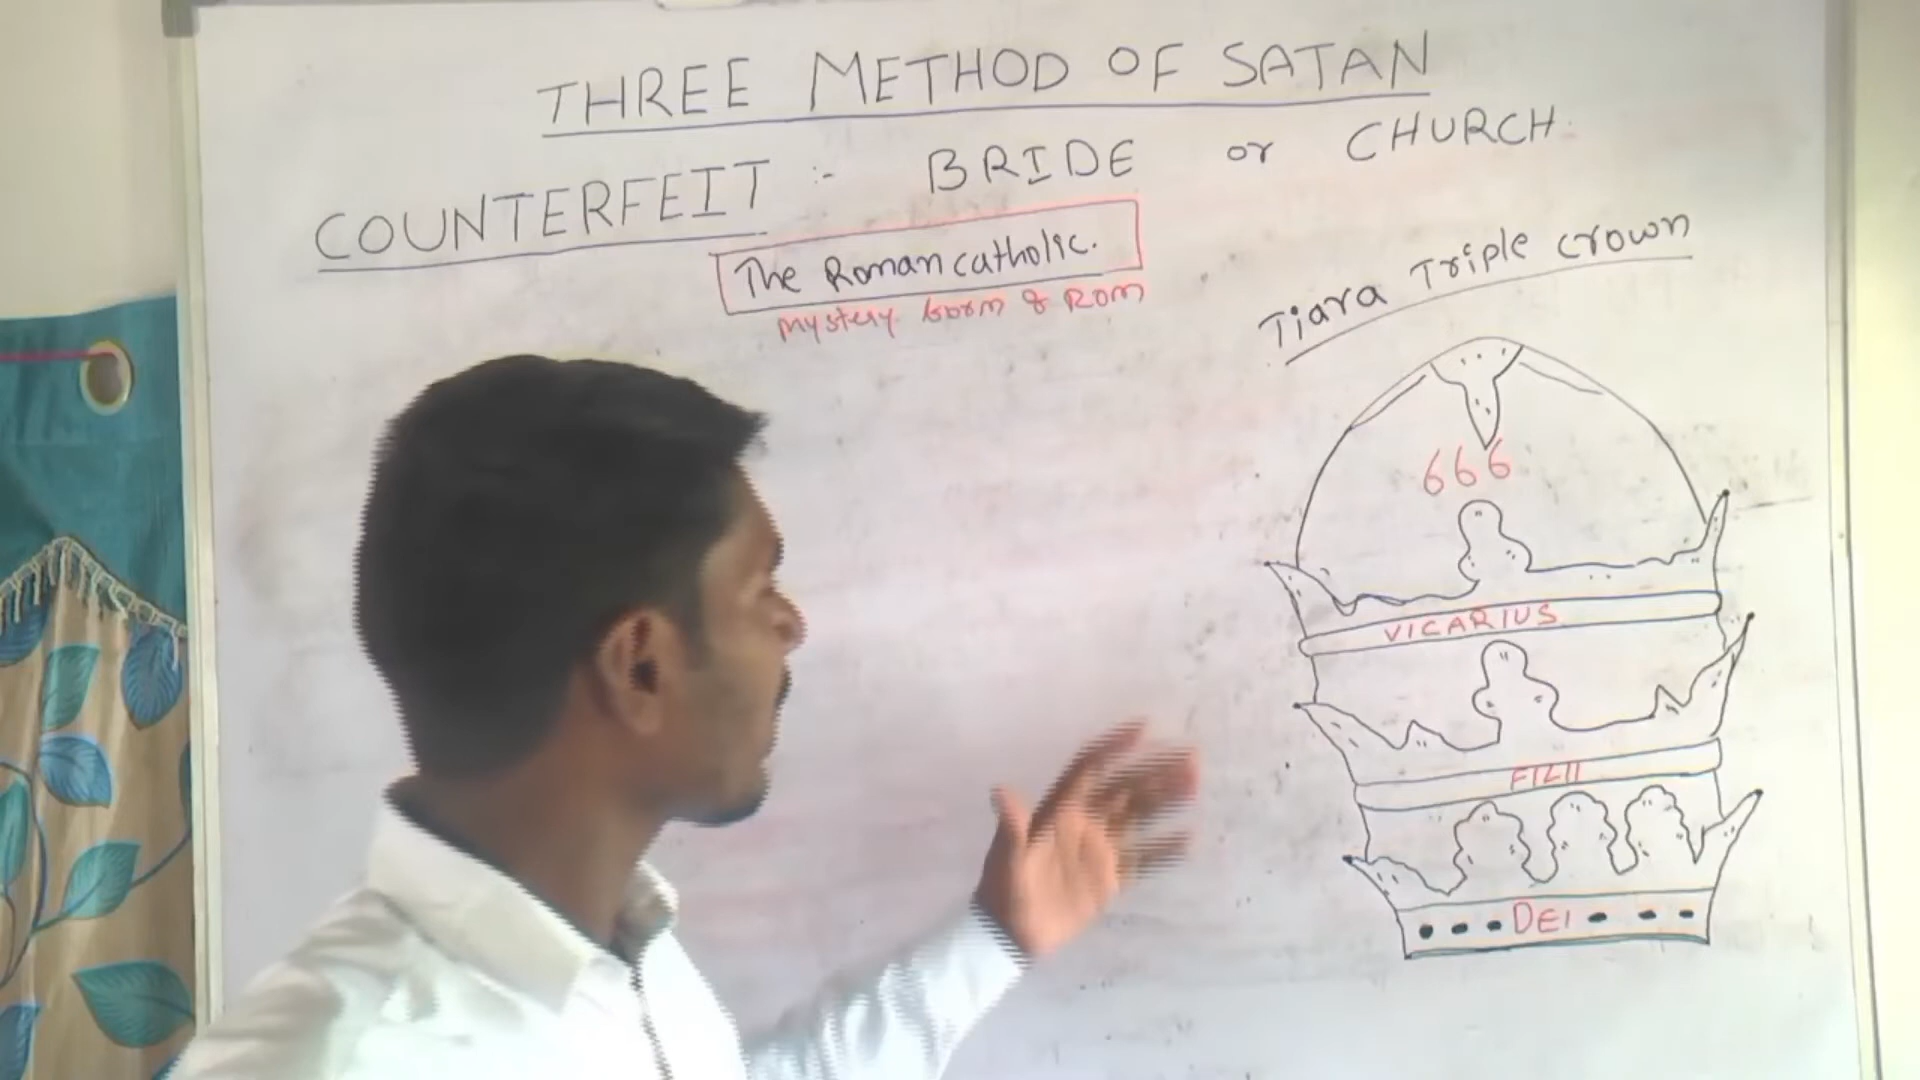 THREE METHOD OF SATAN
COUNTERFEIT :- BRIDE or CHURCH.
The Roman catholic.
mystery & ROM
Tiara Triple crown
666
VICARIUS
FILII
DEI